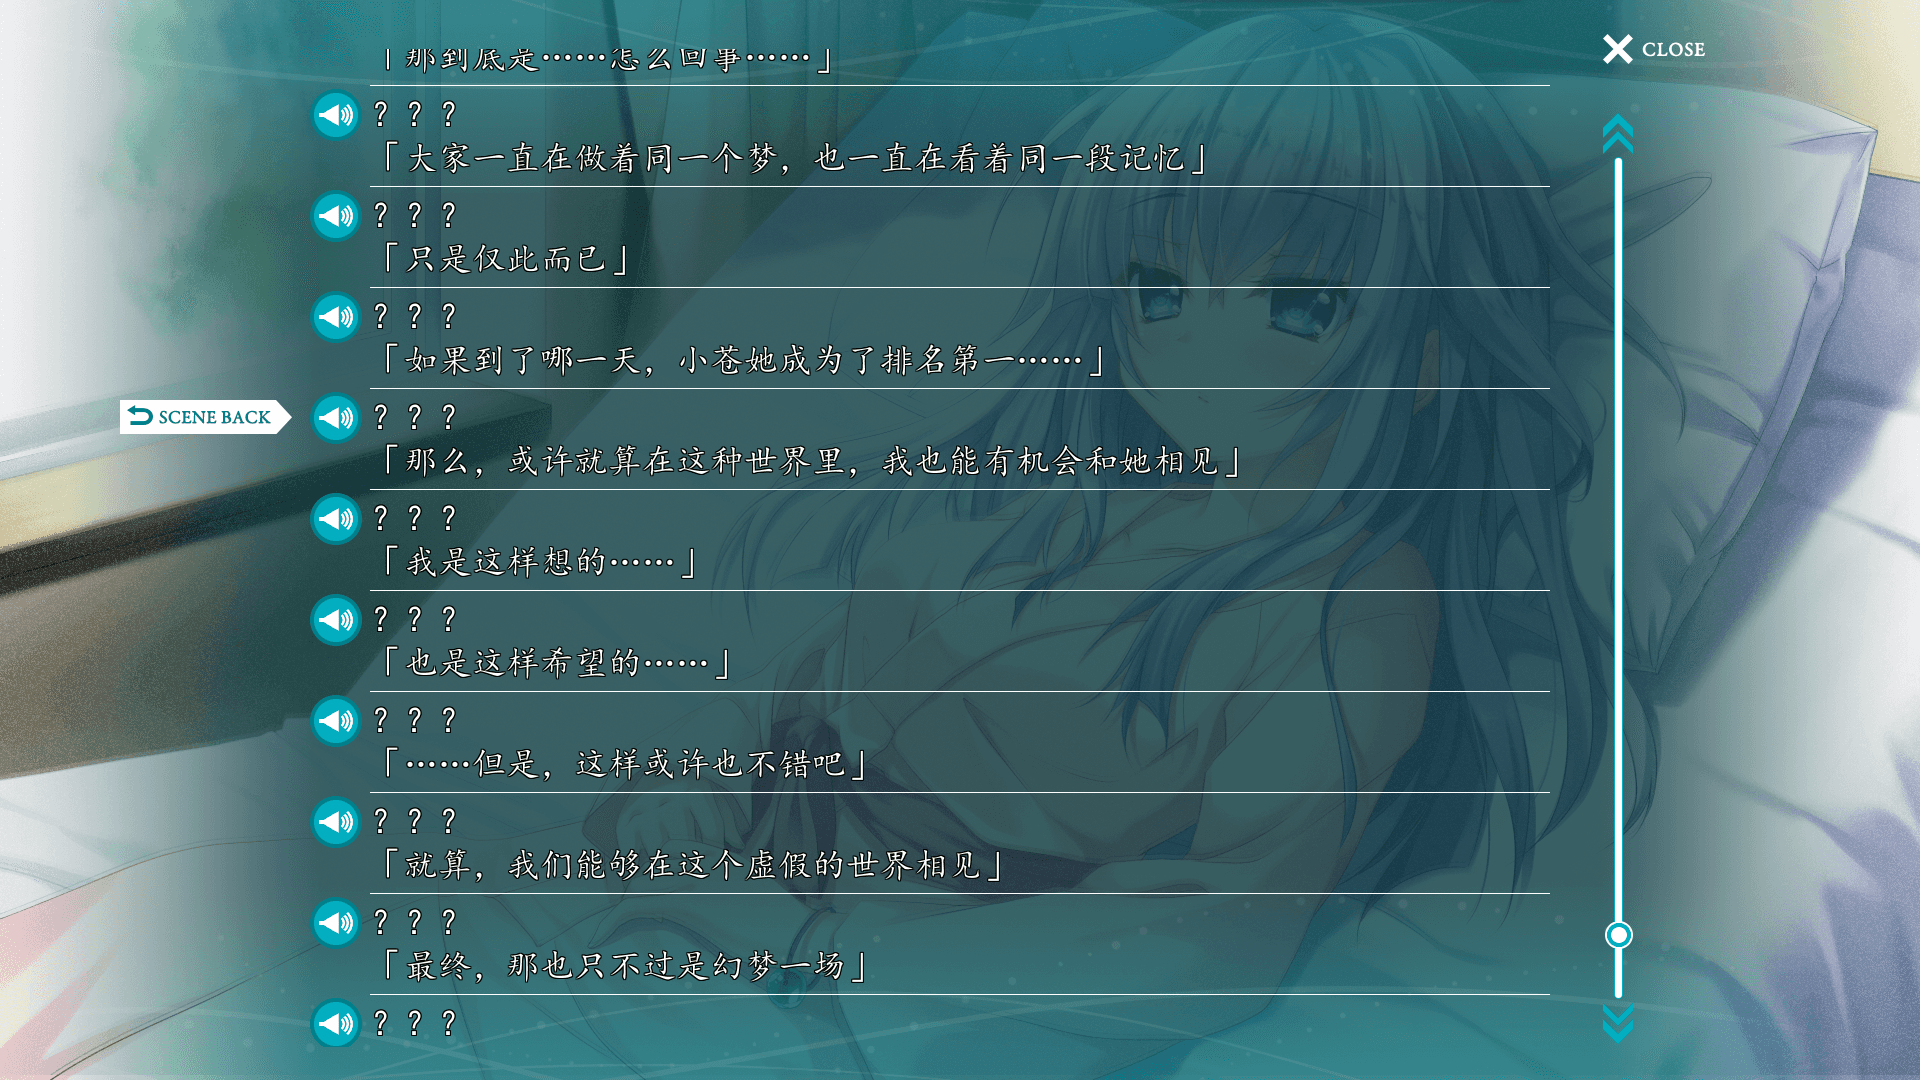 「那到底是……怎么回事……」
CLOSE
？？？
「大家一直在做着同一个梦，也一直在看着同一段记忆」
？？？
「只是仅此而已」
？？？
「如果到了哪一天，小苍她成为了排名第一……」
SCENE BACK
？？？
「那么，或许就算在这种世界里，我也能有机会和她相见」
？？？
「我是这样想的……」
？？？
「也是这样希望的……」
？？？
「……但是，这样或许也不错吧」
？？？
「就算，我们能够在这个虚假的世界相见」
？？？
「最终，那也只不过是幻梦一场」
？？？